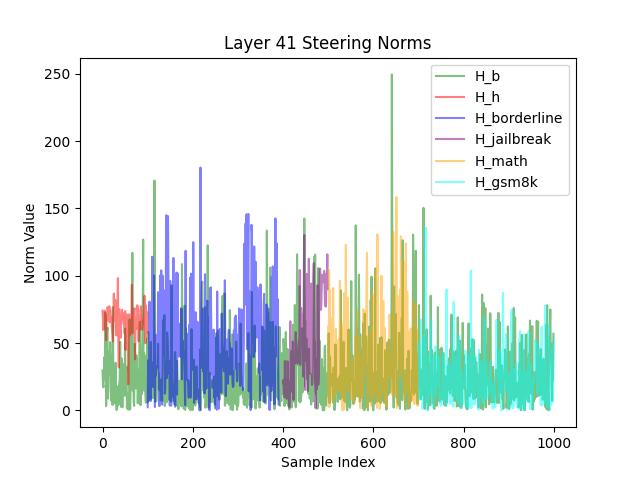 Layer 41 Steering Norms
250
200
150
100
50
0
Norm Value
H_b
H_h
H_borderline
H_jailbreak
H_math
H_gsm8k
0
200
400
600
800
1000
Sample Index